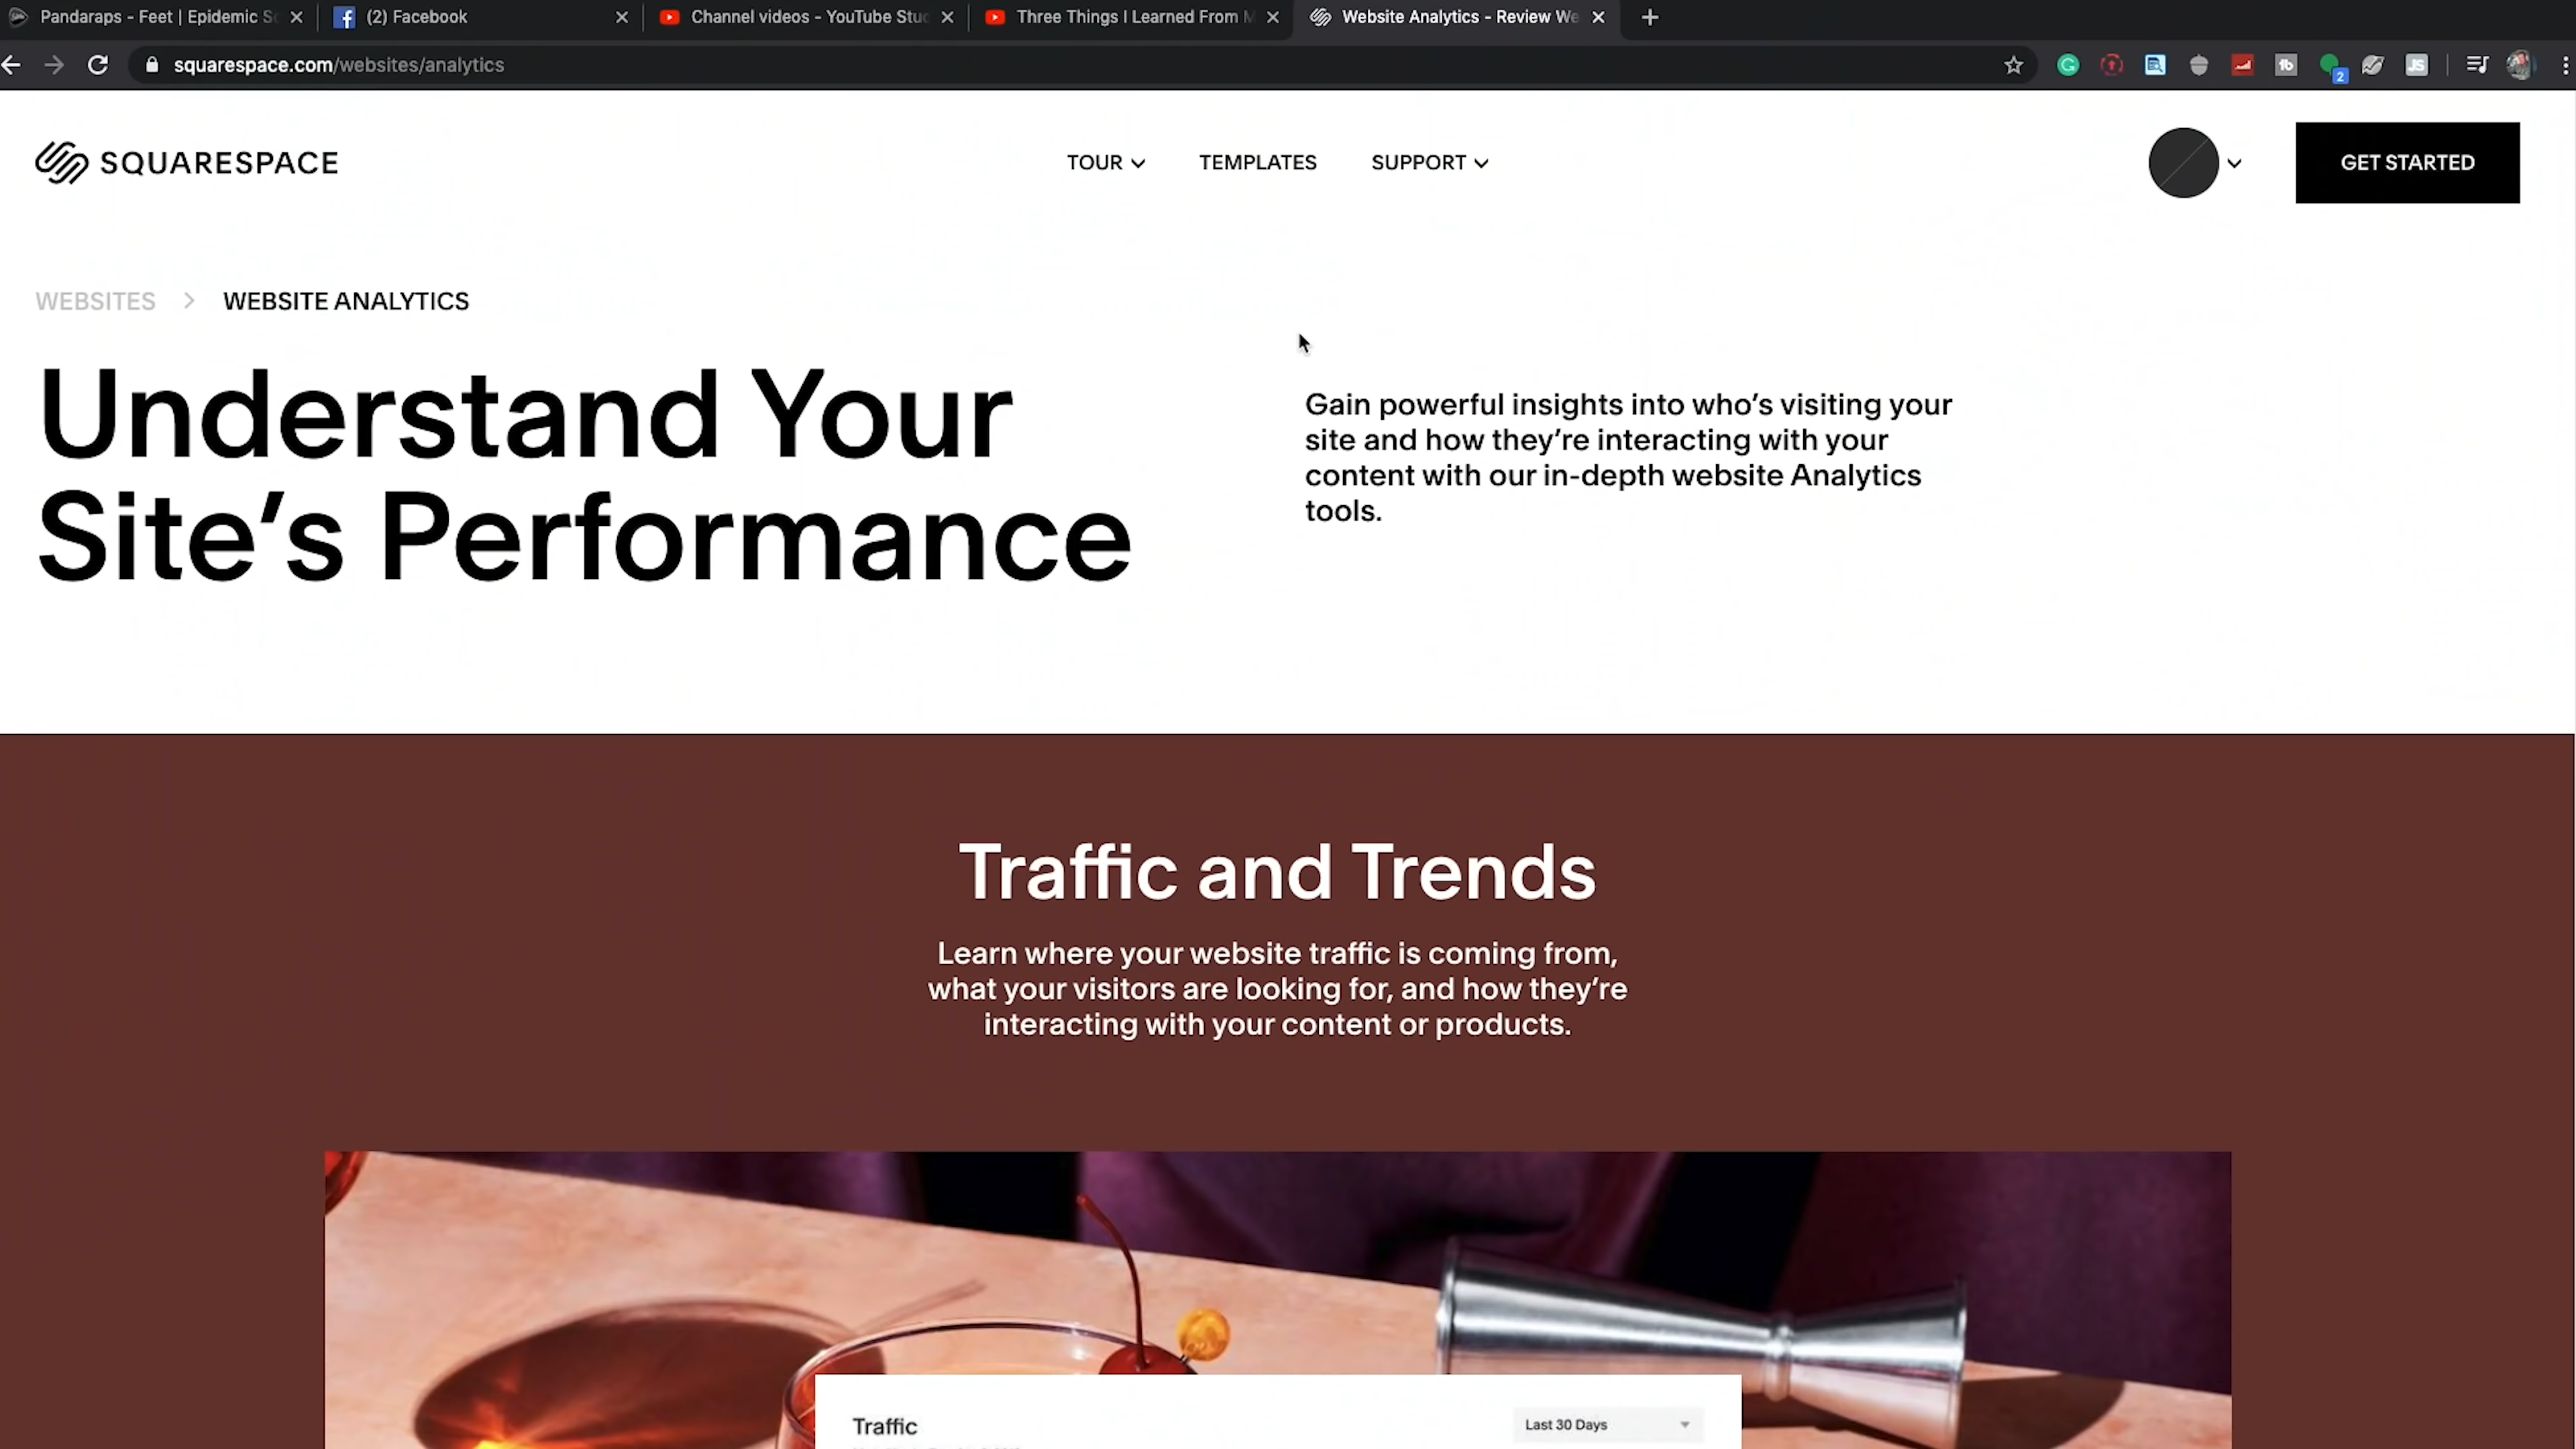 Pandaraps - Feet | Epidemic S
(2) Facebook
Channel videos - YouTube Stu
Three Things I Learned From
Website Analytics - Review We
squarespace.com/websites/analytics
2
SQUARESPACE
TOUR
TEMPLATES
SUPPORT
GET STARTED
WEBSITES > WEBSITE ANALYTICS
Understand Your
Site’s Performance
Gain powerful insights into who’s visiting your
site and how they’re interacting with your
content with our in-depth website Analytics
tools.
Traffic and Trends
Learn where your website traffic is coming from,
what your visitors are looking for, and how they’re
interacting with your content or products.
Traffic
Last 30 Days